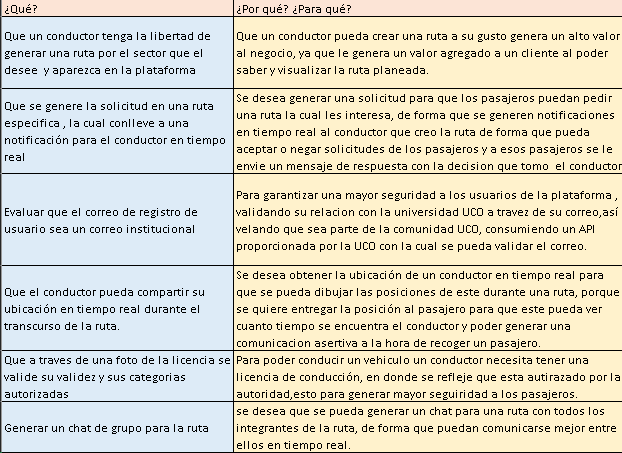 ¿Qué?
¿Por qué? ¿Para qué?
Que un conductor tenga la libertad de
generar una ruta por el sector que el
desee y aparezca en la plataforma
Que un conductor pueda crear una ruta a su gusto genera un alto valor
al negocio, ya que le genera un valor agregado a un cliente al poder
saber y visualizar la ruta planeada.
Que se genere la solicitud en una ruta
especifica , la cual conlleve a una
notificación para el conductor en tiempo
real
Se desea generar una solicitud para que los pasajeros puedan pedir
una ruta la cual les interesa, de forma que se generen notificaciones
en tiempo real al conductor que creo la ruta de forma que pueda
aceptar o negar solicitudes de los pasajeros y a esos pasajeros se le
envie un mensaje de respuesta con la decision que tomo el conductor
Evaluar que el correo de registro de
usuario sea un correo institucional
Para garantizar una mayor seguridad a los usuarios de la plataforma ,
validando su relacion con la universidad UCO a travez de su correo,así
velando que sea parte de la comunidad UCO, consumiendo un API
proporcionada por la UCO con la cual se pueda validar el correo.
Que el conductor pueda compartir su
ubicación en tiempo real durante el
transcurso de la ruta.
Se desea obtener la ubicación de un conductor en tiempo real para
que se pueda dibujar las posiciones de este durante una ruta, porque
se quiere entregar la posición al pasajero para que este pueda ver
cuanto tiempo se encuentra el conductor y poder generar una
comunicacion asertiva a la hora de recoger un pasajero.
Que a traves de una foto de la licencia se
valide su validez y sus categorias
autorizadas
Para poder conducir un vehiculo un conductor necesita tener una
licencia de conducción, en donde se refleje que esta autirazado por la
autoridad,esto para generar mayor seguiridad a los pasajeros.
Generar un chat de grupo para la ruta
se desea que se pueda generar un chat para una ruta con todos los
integrantes de la ruta, de forma que puedan comunicarse mejor entre
ellos en tiempo real.